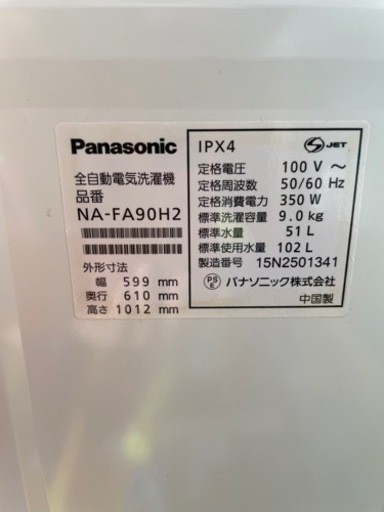 Panasonic
全自動電気洗濯機
品番
NA-FA90H2
外形寸法
幅 599 mm
奥行 610 mm
高さ 1012 mm
IPX4
S JET
定格電圧 100 V ~
定格周波数 50/60 Hz
定格消費電力 350 W
標準洗濯容量 9.0 kg
標準水量 51 L
標準使用水量 102 L
製造番号 15N2501341
PS E パナソニック株式会社
中国製